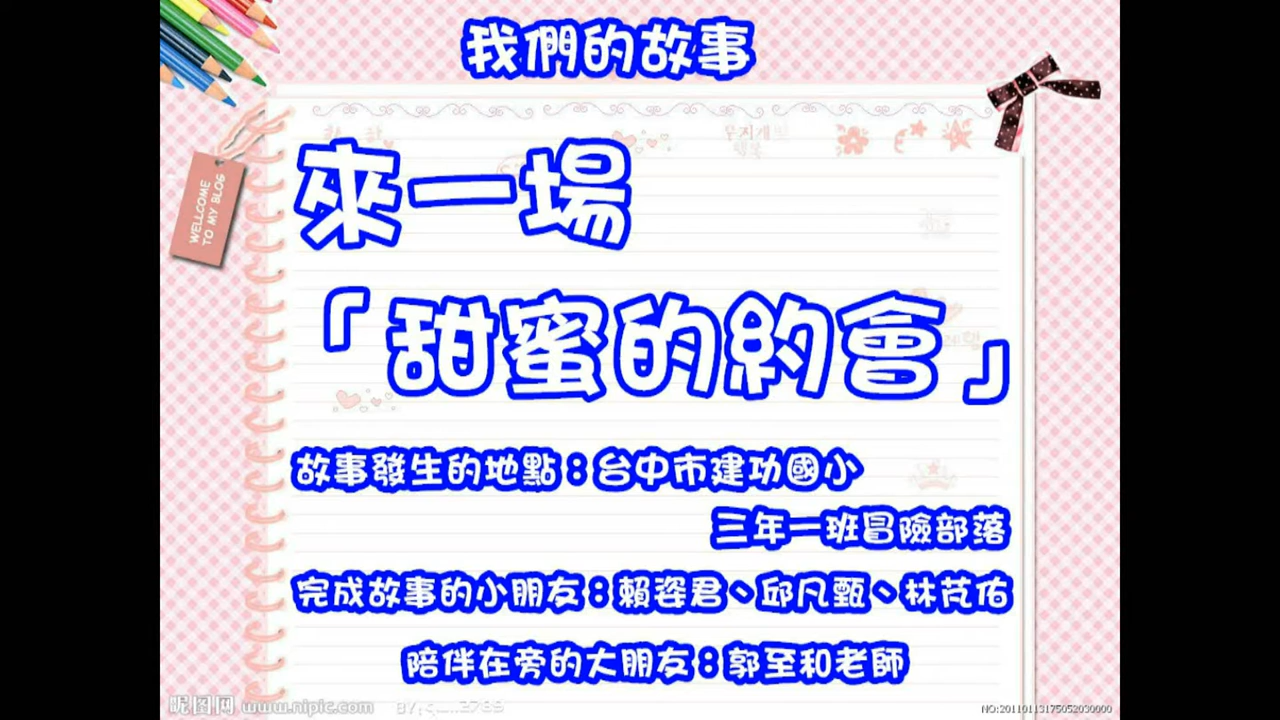 我們的故事
來一場
「甜蜜的約會」
故事發生的地點：台中市建功國小
三年一班冒險部落
完成故事的小朋友：賴姿君、邱凡甄、林芃佑
陪伴在旁的大朋友：郭至和老師
WELLCOME
TO MY BLOG
昵图网 www.nipic.com
NO:20110113175052030000